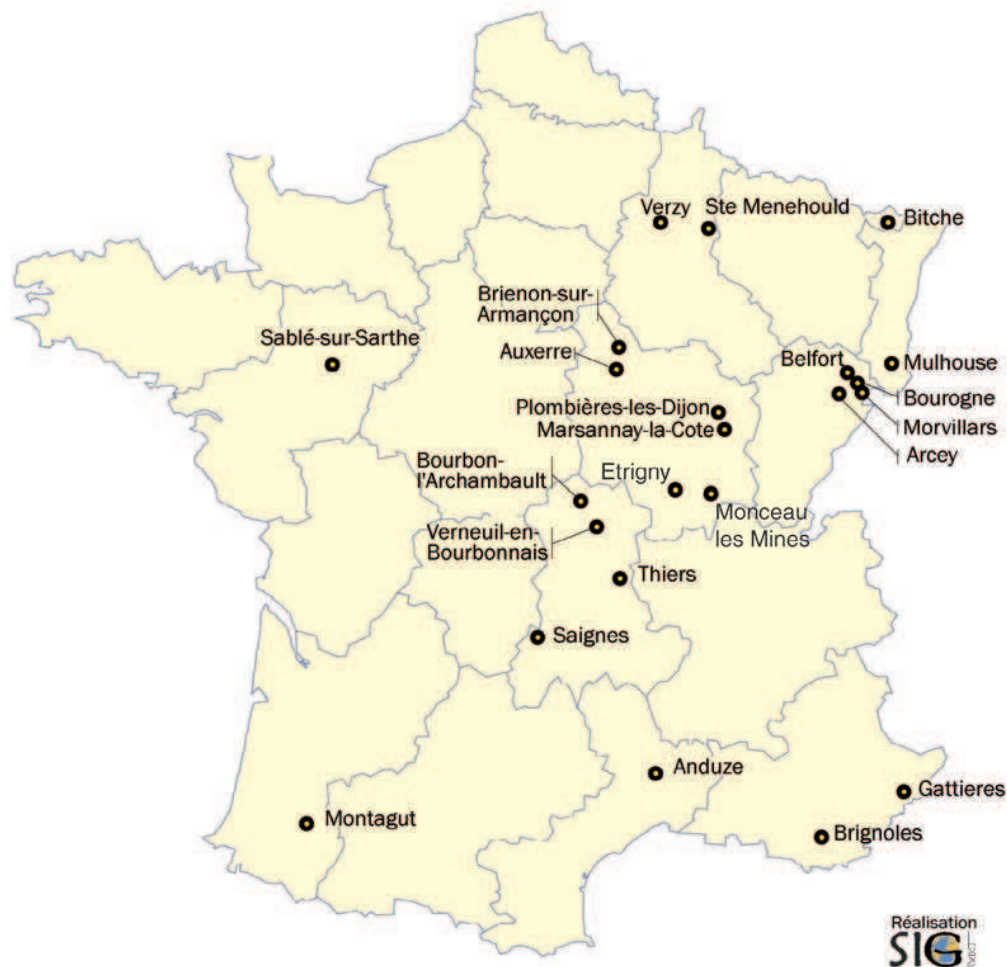 Verzy
Ste Menehould
Bitche
Brienon-sur-
Armançon
Sablé-sur-Sarthe
Auxerre
Belfort
Mulhouse
Bourogne
Morvillars
Arcey
Plombières-les-Dijon
Marsannay-la-Cote
Bourbon-
l'Archambault
Etrigny
Monceau
les Mines
Verneuil-en-
Bourbonnais
Thiers
Saignes
Anduze
Gattieres
Montagut
Brignoles
Réalisation
SIG